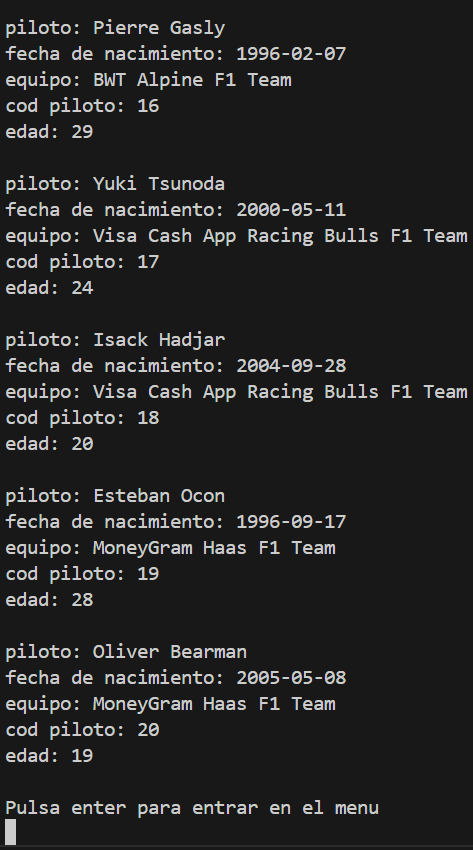 piloto: Pierre Gasly
fecha de nacimiento: 1996-02-07
equipo: BWT Alpine F1 Team
cod piloto: 16
edad: 29
piloto: Yuki Tsunoda
fecha de nacimiento: 2000-05-11
equipo: Visa Cash App Racing Bulls F1 Team
cod piloto: 17
edad: 24
piloto: Isack Hadjar
fecha de nacimiento: 2004-09-28
equipo: Visa Cash App Racing Bulls F1 Team
cod piloto: 18
edad: 20
piloto: Esteban Ocon
fecha de nacimiento: 1996-09-17
equipo: MoneyGram Haas F1 Team
cod piloto: 19
edad: 28
piloto: Oliver Bearman
fecha de nacimiento: 2005-05-08
equipo: MoneyGram Haas F1 Team
cod piloto: 20
edad: 19
Pulsa enter para entrar en el menu